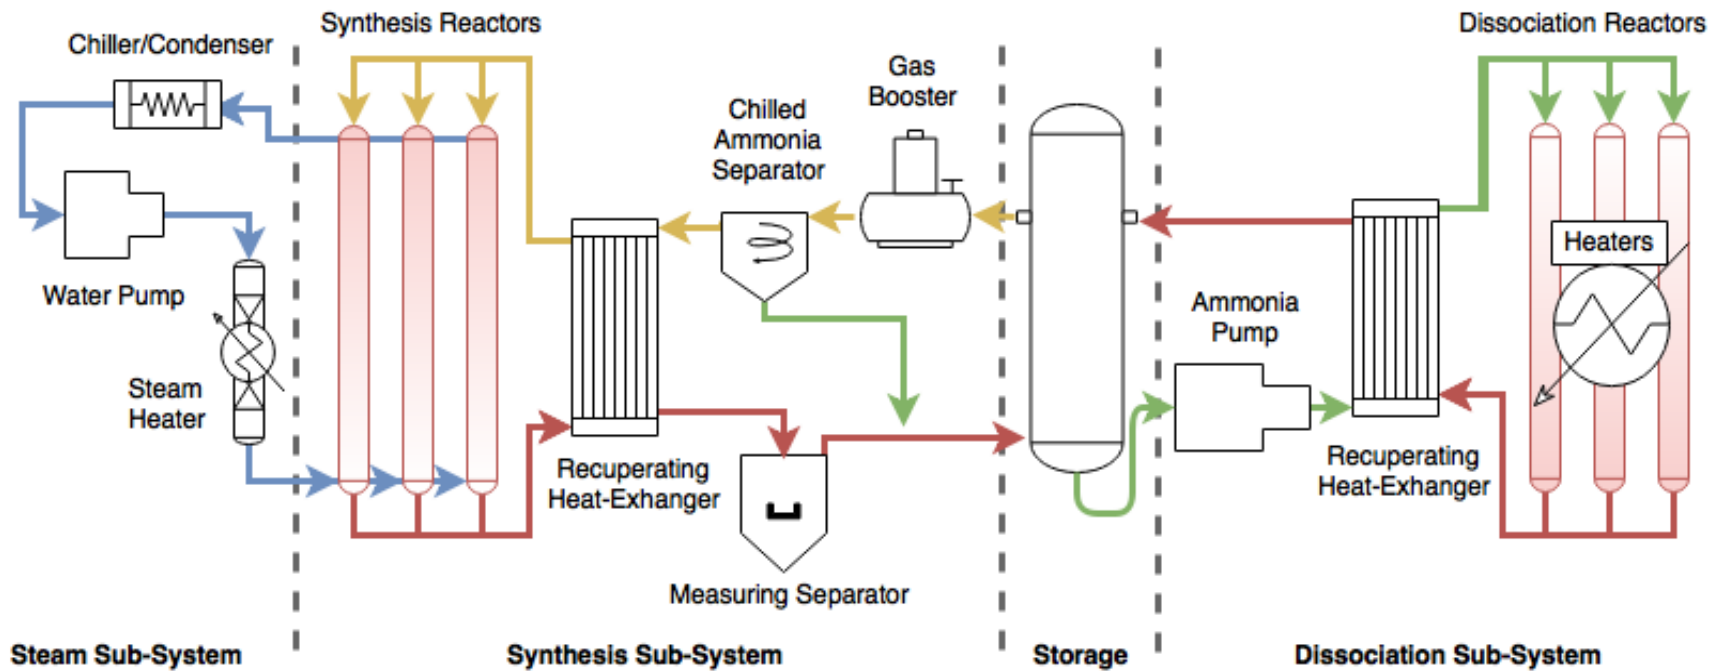 Synthesis Reactors
Dissociation Reactors
Chiller/Condenser
Gas
Booster
Chilled
Ammonia
Separator
Heaters
Water Pump
Ammonia
Pump
Steam
Heater
Recuperating
Heat-Exhanger
Recuperating
Heat-Exhanger
Measuring Separator
Steam Sub-System
Synthesis Sub-System
Storage
Dissociation Sub-System